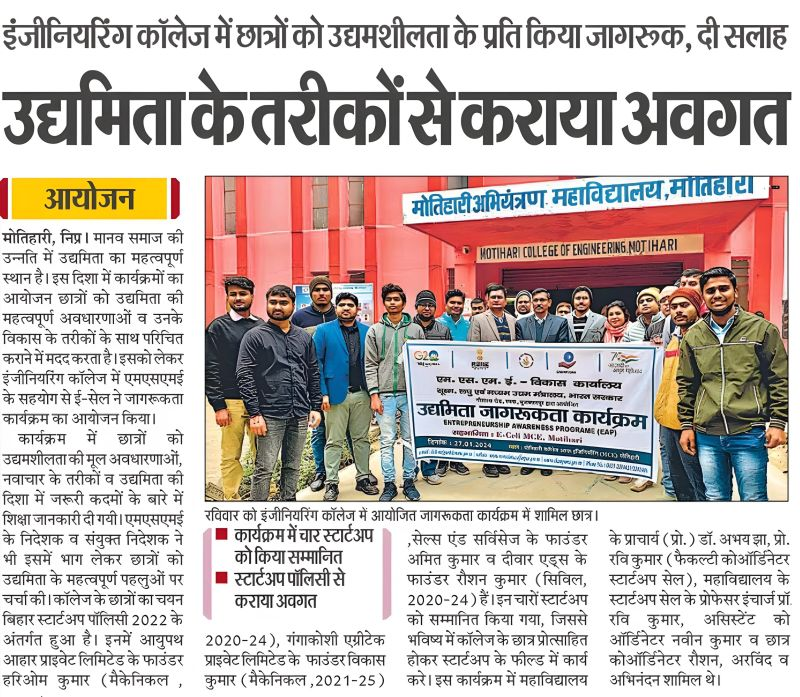 इंजीनियरिंग कॉलेज में छात्रों को उद्यमशीलता के प्रति किया जागरूक, दी सलाह
उद्यमिता के तरीकों से कराया अवगत
आयोजन
मोतिहारी, निप्र। मानव समाज की
उन्नति में उद्यमिता का महत्वपूर्ण
स्थान है। इस दिशा में कार्यक्रमों का
आयोजन छात्रों को उद्यमिता की
महत्वपूर्ण अवधारणाओं व उनके
विकास के तरीकों के साथ परिचित
कराने में मदद करता है। इसको लेकर
इंजीनियरिंग कॉलेज में एमएसएमई
के सहयोग से ई-सेल ने जागरूकता
कार्यक्रम का आयोजन किया।
कार्यक्रम में छात्रों को
उद्यमशीलता की मूल अवधारणाओं,
नवाचार के तरीकों व उद्यमिता की
दिशा में जरूरी कदमों के बारे में
शिक्षा जानकारी दी गयी। एमएसएमई
के निदेशक व संयुक्त निदेशक ने
भी इसमें भाग लेकर छात्रों को
उद्यमिता के महत्वपूर्ण पहलुओं पर
चर्चा की। कॉलेज के छात्रों का चयन
बिहार स्टार्टअप पॉलिसी 2022 के
अंतर्गत हुआ है। इनमें आयुपथ
आहार प्राइवेट लिमिटेड के फाउंडर
हरिओम कुमार (मैकेनिकल ,
मोतिहारी अभियंत्रण महाविद्यालय, मोतिहारी
MOTIHARI COLLEGE OF ENGINEERING, MOTIHARI
G20
एम. एस. एम. ई. - विकास कार्यालय
सूक्ष्म, लघु एवं मध्यम उद्यम मंत्रालय, भारत सरकार
उद्यमिता जागरूकता कार्यक्रम
ENTREPRENEURSHIP AWARENESS PROGRAME (EAP)
सहभागिता : E-Cell MCE, Motihari
दिनांक : 27.01.2024
रविवार को इंजीनियरिंग कॉलेज में आयोजित जागरूकता कार्यक्रम में शामिल छात्र।
कार्यक्रम में चार स्टार्टअप
को किया सम्मानित
स्टार्टअप पॉलिसी से
कराया अवगत
2020-24), गंगाकोशी एग्रीटेक
प्राइवेट लिमिटेड के फाउंडर विकास
कुमार (मैकेनिकल ,2021-25)
,सेल्स एंड सर्विसेज के फाउंडर
अमित कुमार व दीवार एड्स के
फाउंडर रौशन कुमार (सिविल,
2020-24) हैं। इन चारों स्टार्टअप
को सम्मानित किया गया, जिससे
भविष्य में कॉलेज के छात्र प्रोत्साहित
होकर स्टार्टअप के फील्ड में कार्य
करे। इस कार्यक्रम में महाविद्यालय
के प्राचार्य (प्रो.) डॉ. अभय झा, प्रो.
रवि कुमार (फैकल्टी कोऑर्डिनेटर
स्टार्टअप सेल), महाविद्यालय के
स्टार्टअप सेल के प्रोफेसर इंचार्ज प्रॉ
रवि कुमार, असिस्टेंट को
ऑर्डिनेटर नवीन कुमार व छात्र
कोऑर्डिनेटर रौशन, अरविंद व
अभिनंदन शामिल थे।